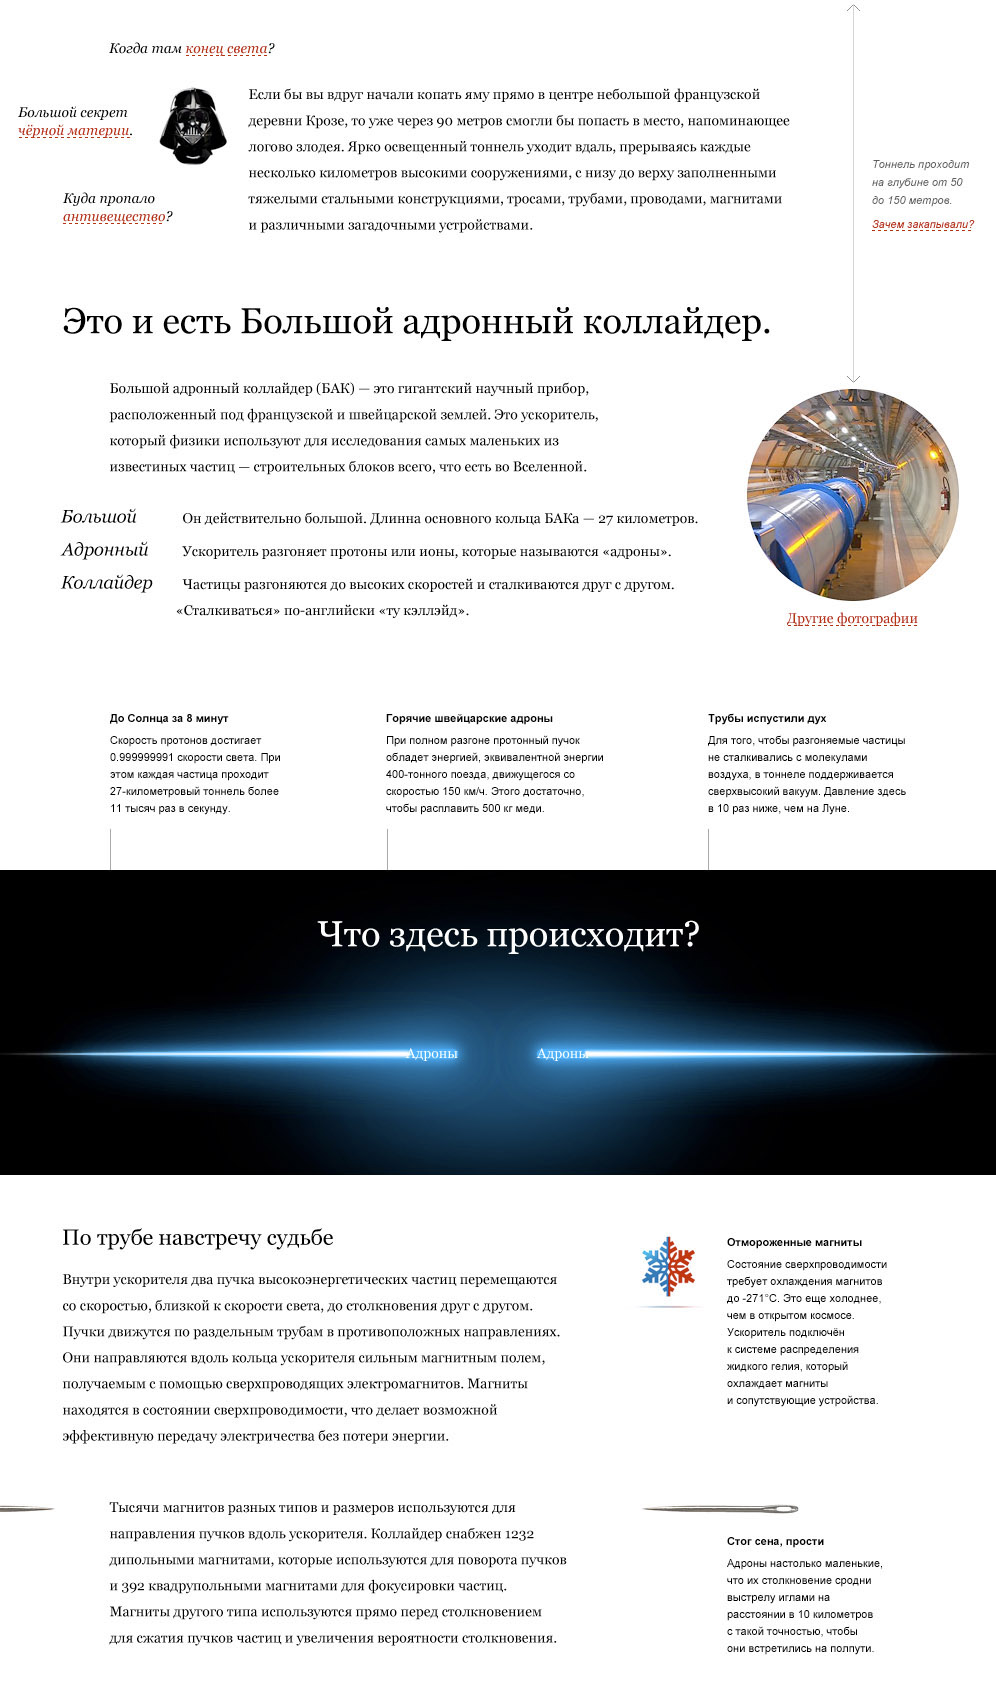 Когда там конец света?
Большой секрет
чёрной материи.
Куда пропало
антивещество?
Если бы вы вдруг начали копать яму прямо в центре небольшой французской
деревни Крозе, то уже через 90 метров смогли бы попасть в место, напоминающее
логово злодея. Ярко освещенный тоннель уходит вдаль, прерываясь каждые
несколько километров высокими сооружениями, с низу до верху заполненными
тяжелыми стальными конструкциями, тросами, трубами, проводами, магнитами
и различными загадочными устройствами.
Тоннель проходит
на глубине от 50
до 150 метров.
Зачем закапывали?
Это и есть Большой адронный коллайдер.
Большой адронный коллайдер (БАК) — это гигантский научный прибор,
расположенный под французской и швейцарской землей. Это ускоритель,
который физики используют для исследования самых маленьких из
известиных частиц — строительных блоков всего, что есть во Вселенной.
Большой Он действительно большой. Длинна основного кольца БАКа — 27 километров.
Адронный Ускоритель разгоняет протоны или ионы, которые называются «адроны».
Коллайдер Частицы разгоняются до высоких скоростей и сталкиваются друг с другом.
«Сталкиваться» по-английски «ту кэллэйд».
Другие фотографии
До Солнца за 8 минут
Скорость протонов достигает
0.999999991 скорости света. При
этом каждая частица проходит
27-километровый тоннель более
11 тысяч раз в секунду.
Горячие швейцарские адроны
При полном разгоне протонный пучок
обладет энергией, эквивалентной энергии
400-тонного поезда, движущегося со
скоростью 150 км/ч. Этого достаточно,
чтобы расплавить 500 кг меди.
Трубы испустили дух
Для того, чтобы разгоняемые частицы
не сталкивались с молекулами
воздуха, в тоннеле поддерживается
сверхвысокий вакуум. Давление здесь
в 10 раз ниже, чем на Луне.
Что здесь происходит?
Адроны Адроны
По трубе навстречу судьбе
Внутри ускорителя два пучка высокоэнергетических частиц перемещаются
со скоростью, близкой к скорости света, до столкновения друг с другом.
Пучки движутся по раздельным трубам в противоположных направлениях.
Они направляются вдоль кольца ускорителя сильным магнитным полем,
получаемым с помощью сверхпроводящих электромагнитов. Магниты
находятся в состоянии сверхпроводимости, что делает возможной
эффективную передачу электричества без потери энергии.
Отмороженные магниты
Состояние сверхпроводимости
требует охлаждения магнитов
до -271°C. Это еще холоднее,
чем в открытом космосе.
Ускоритель подключён
к системе распределения
жидкого гелия, который
охлаждает магниты
и сопутствующие устройства.
Тысячи магнитов разных типов и размеров используются для
направления пучков вдоль ускорителя. Коллайдер снабжен 1232
дипольными магнитами, которые используются для поворота пучков
и 392 квадрупольными магнитами для фокусировки частиц.
Магниты другого типа используются прямо перед столкновением
для сжатия пучков частиц и увеличения вероятности столкновения.
Стог сена, прости
Адроны настолько маленькие,
что их столкновение сродни
выстрелу иглами на
расстоянии в 10 километров
с такой точностью, чтобы
они встретились на полпути.